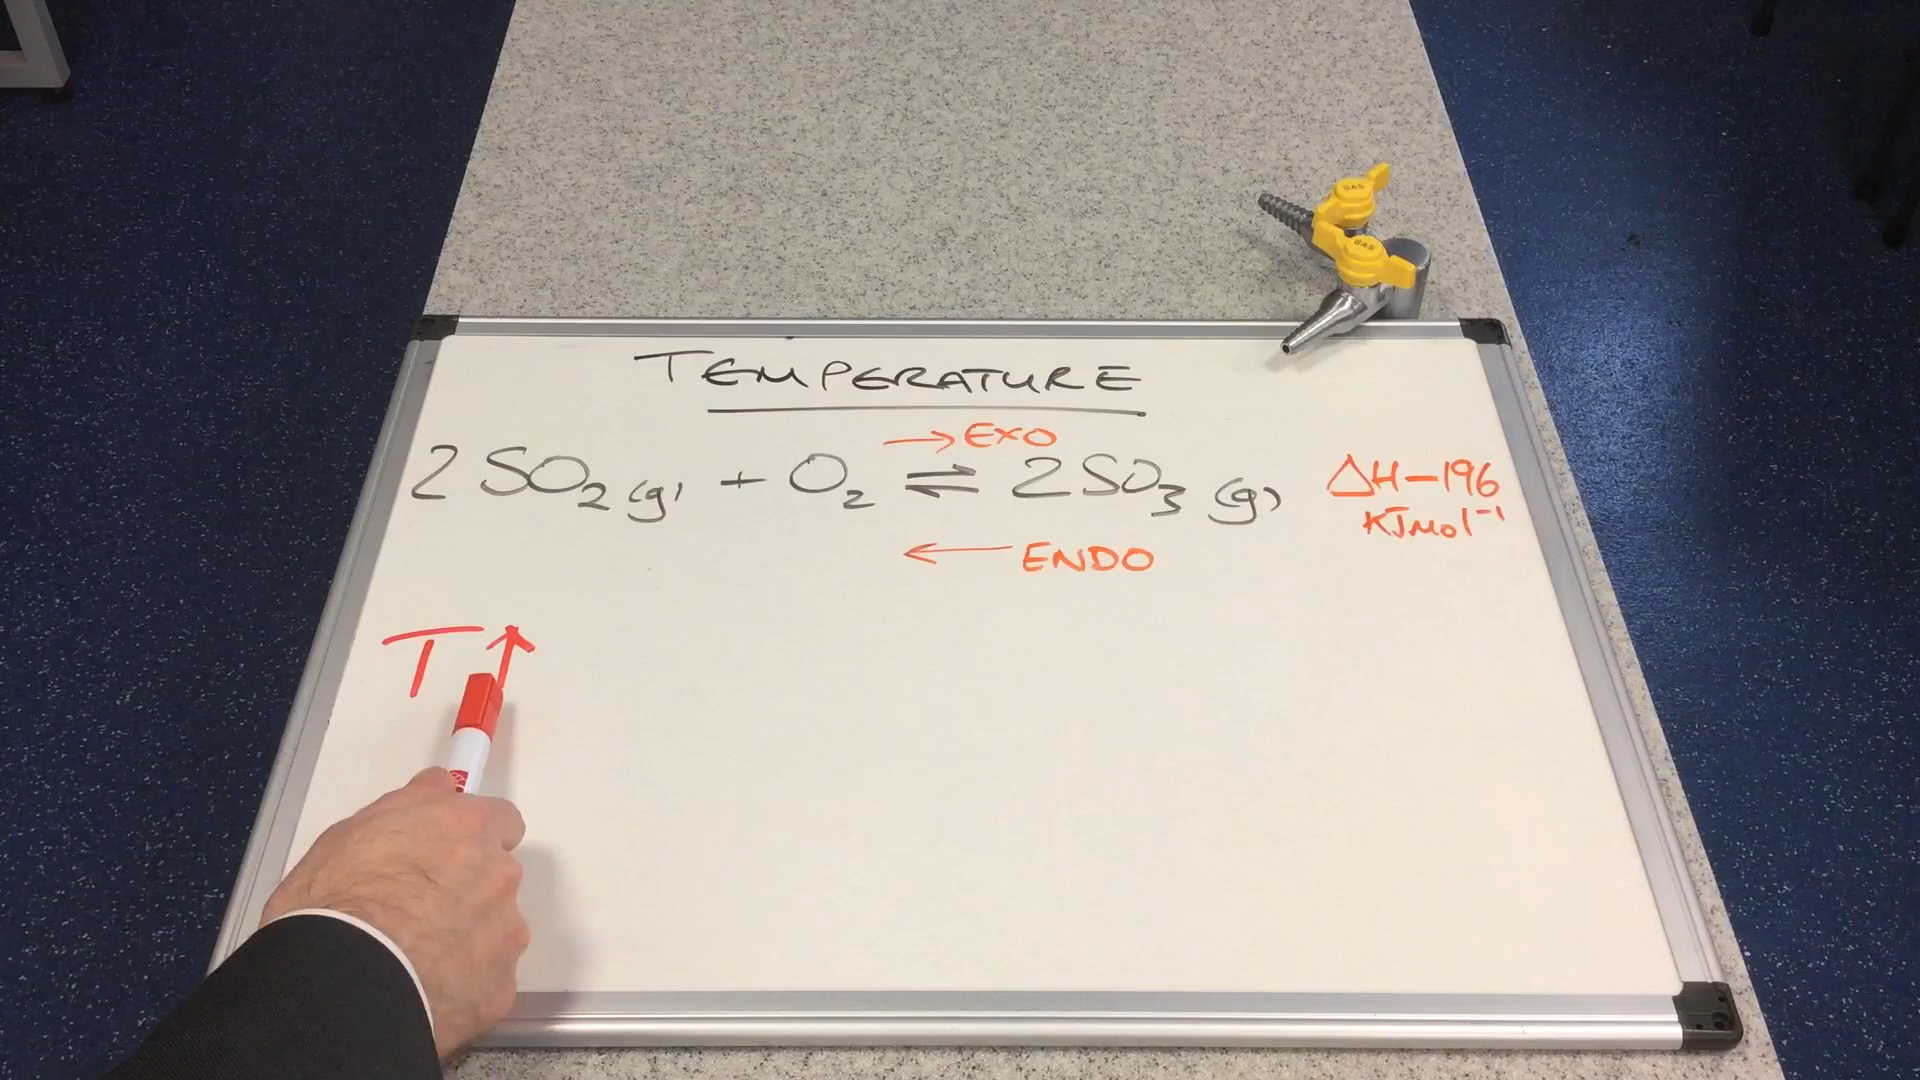 GAS
GAS
TEMPERATURE
→ EXO
2SO₂(g) + O₂ ⇌ 2SO₃(g) ΔH-196
KJmol⁻¹
← ENDO
T↑